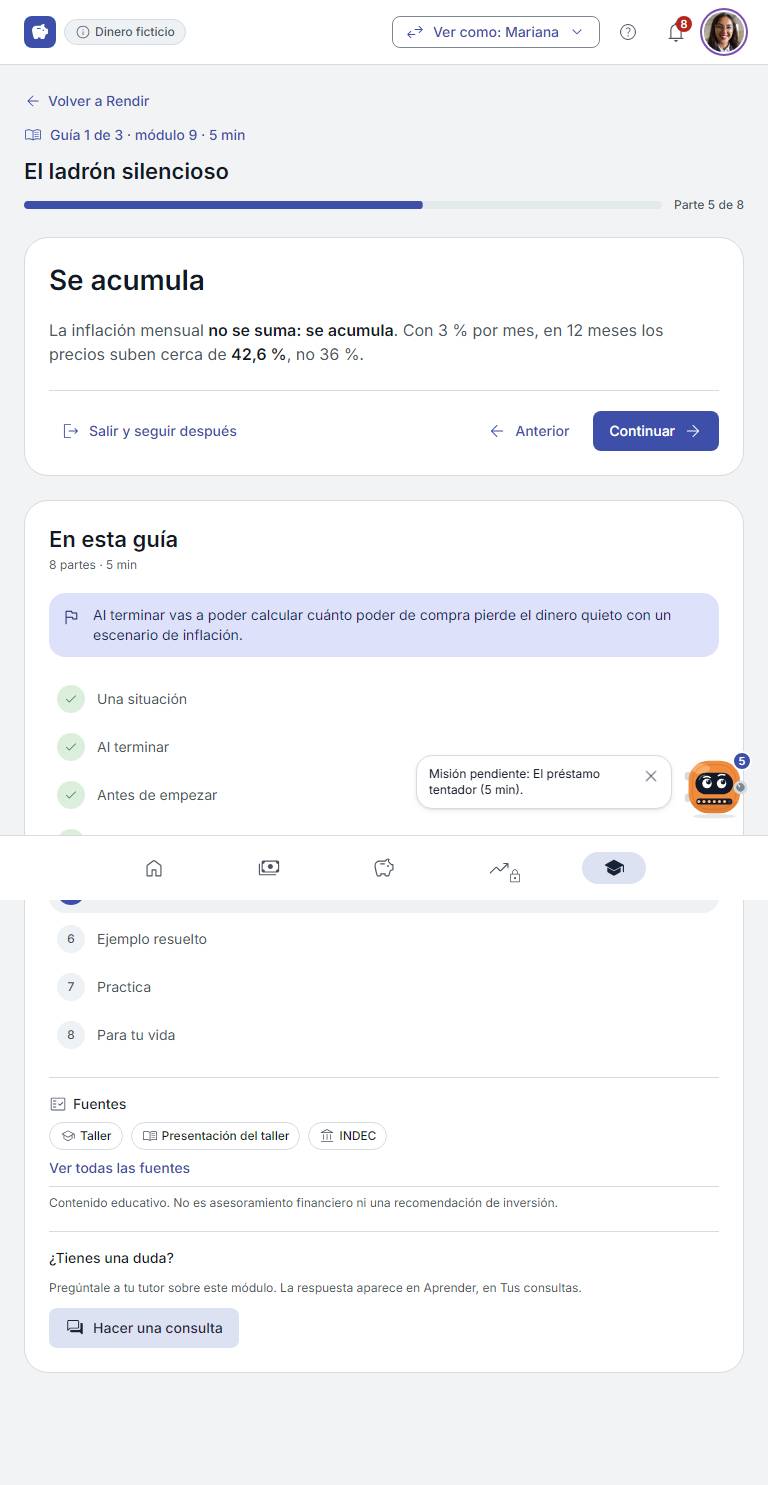 Dinero ficticio
Ver como: Mariana
8
Volver a Rendir
Guía 1 de 3 · módulo 9 · 5 min
El ladrón silencioso
Parte 5 de 8
Se acumula
La inflación mensual no se suma: se acumula. Con 3 % por mes, en 12 meses los
precios suben cerca de 42,6 %, no 36 %.
Salir y seguir después
Anterior
Continuar
En esta guía
8 partes · 5 min
Al terminar vas a poder calcular cuánto poder de compra pierde el dinero quieto con un
escenario de inflación.
Una situación
Al terminar
Antes de empezar
Misión pendiente: El préstamo
tentador (5 min).
5
6 Ejemplo resuelto
7 Practica
8 Para tu vida
Fuentes
Taller
Presentación del taller
INDEC
Ver todas las fuentes
Contenido educativo. No es asesoramiento financiero ni una recomendación de inversión.
¿Tienes una duda?
Pregúntale a tu tutor sobre este módulo. La respuesta aparece en Aprender, en Tus consultas.
Hacer una consulta